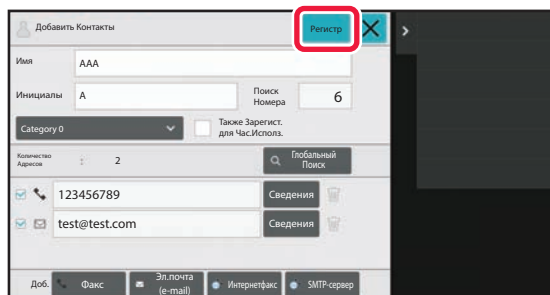 Добавить Контакты
Регистр
Имя
AAA
Инициалы
A
Поиск
Номера
6
Category 0
Также Зарегист.
для Час.Исполз.
Количество
Адресов
:
2
Глобальный
Поиск
123456789
Сведения
test@test.com
Сведения
Доб.
Факс
Эл.почта
(e-mail)
Интернетфакс
SMTP-сервер